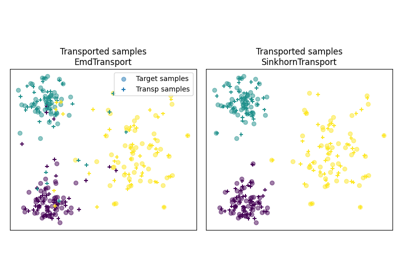 Transported samples
EmdTransport
Target samples
Transp samples
Transported samples
SinkhornTransport